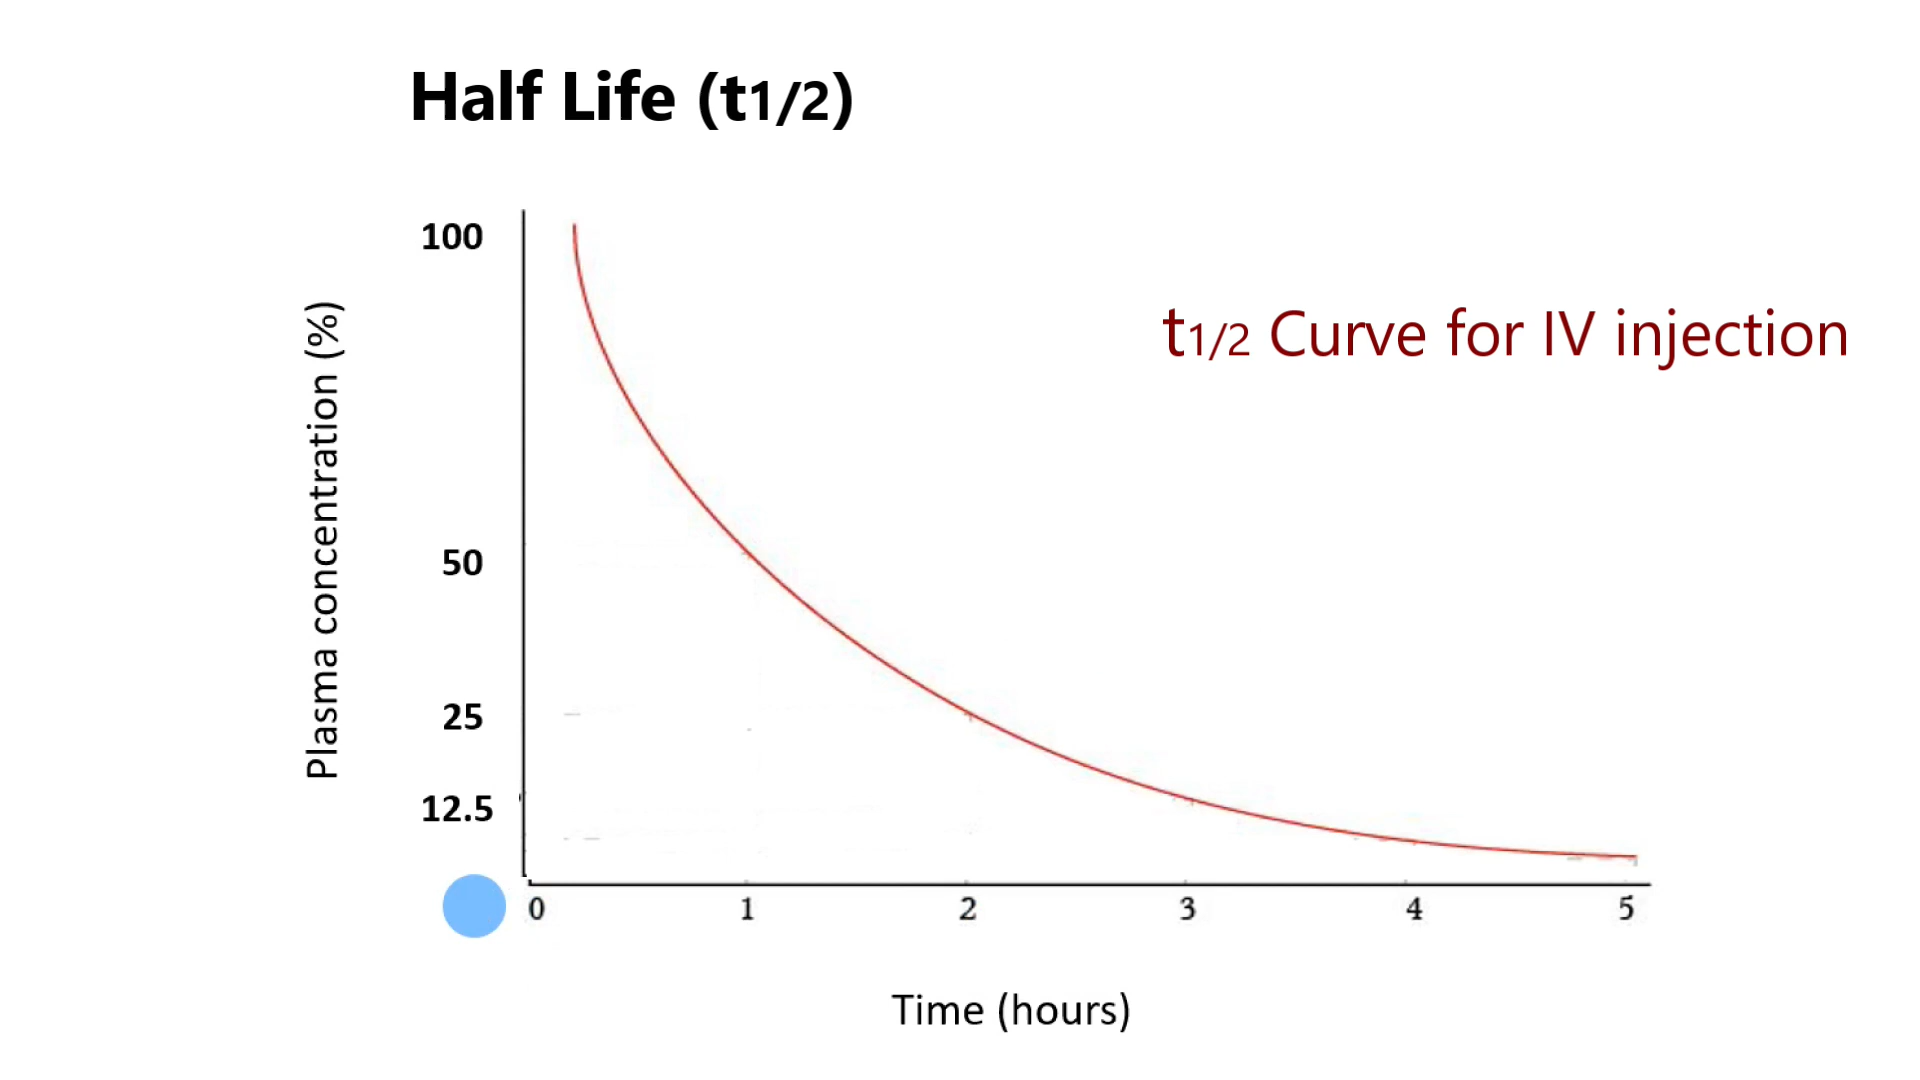 Half Life (t1/2)
100
t1/2 Curve for IV injection
Plasma concentration (%)
50
25
12.5
0 1 2 3 4 5
Time (hours)